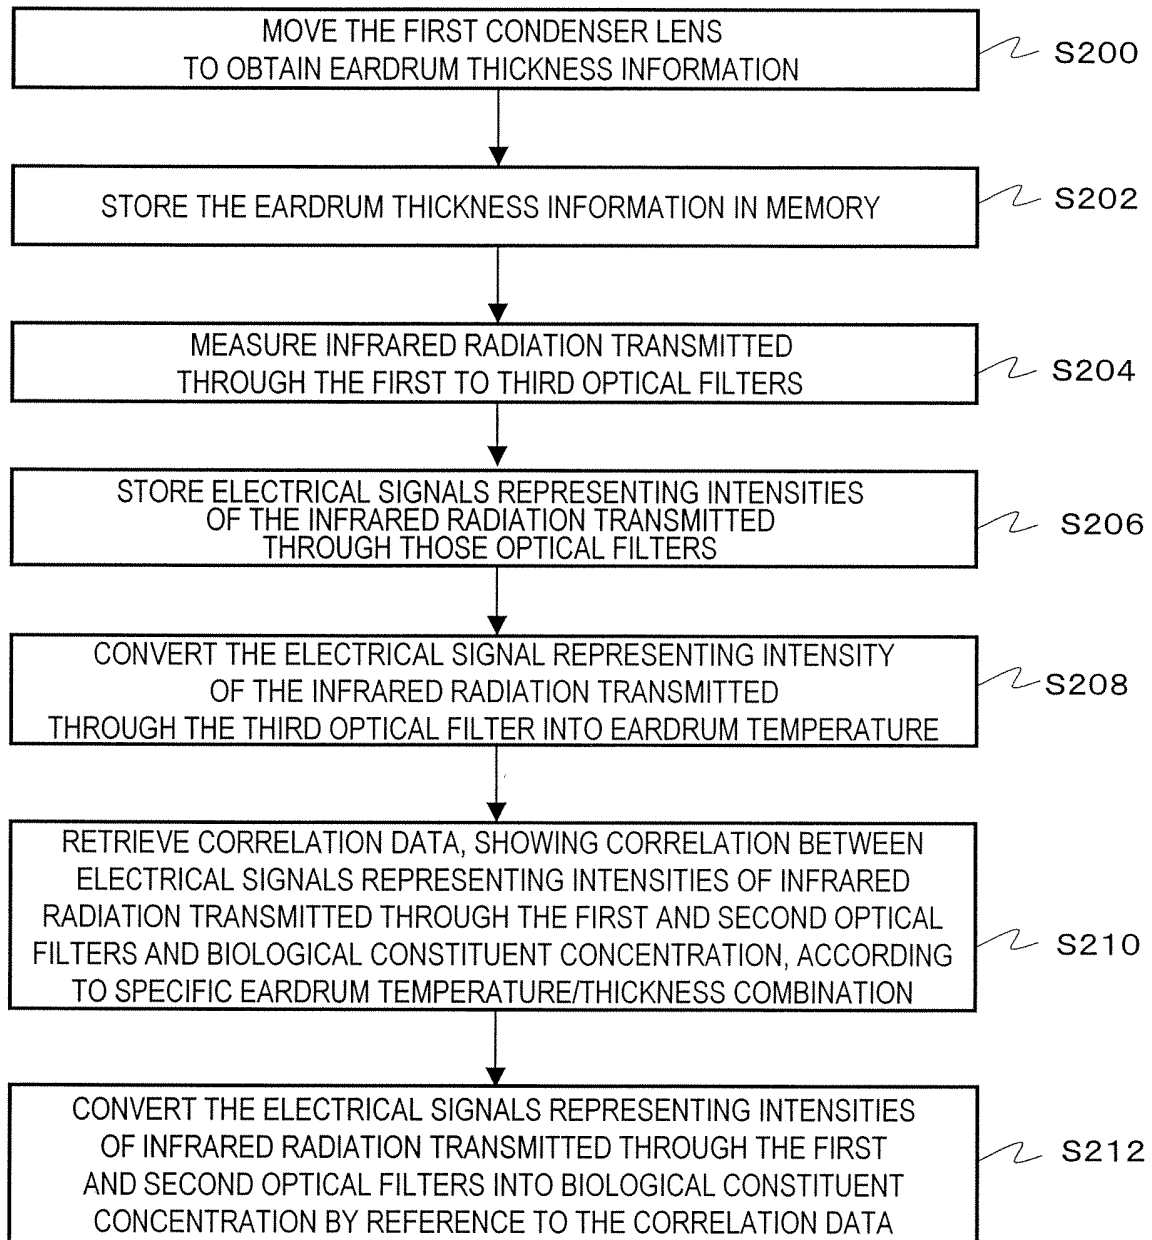 MOVE THE FIRST CONDENSER LENS
TO OBTAIN EARDRUM THICKNESS INFORMATION
S200
STORE THE EARDRUM THICKNESS INFORMATION IN MEMORY
S202
MEASURE INFRARED RADIATION TRANSMITTED
THROUGH THE FIRST TO THIRD OPTICAL FILTERS
S204
STORE ELECTRICAL SIGNALS REPRESENTING INTENSITIES
OF THE INFRARED RADIATION TRANSMITTED
THROUGH THOSE OPTICAL FILTERS
S206
CONVERT THE ELECTRICAL SIGNAL REPRESENTING INTENSITY
OF THE INFRARED RADIATION TRANSMITTED
THROUGH THE THIRD OPTICAL FILTER INTO EARDRUM TEMPERATURE
S208
RETRIEVE CORRELATION DATA, SHOWING CORRELATION BETWEEN
ELECTRICAL SIGNALS REPRESENTING INTENSITIES OF INFRARED
RADIATION TRANSMITTED THROUGH THE FIRST AND SECOND OPTICAL
FILTERS AND BIOLOGICAL CONSTITUENT CONCENTRATION, ACCORDING
TO SPECIFIC EARDRUM TEMPERATURE/THICKNESS COMBINATION
S210
CONVERT THE ELECTRICAL SIGNALS REPRESENTING INTENSITIES
OF INFRARED RADIATION TRANSMITTED THROUGH THE FIRST
AND SECOND OPTICAL FILTERS INTO BIOLOGICAL CONSTITUENT
CONCENTRATION BY REFERENCE TO THE CORRELATION DATA
S212